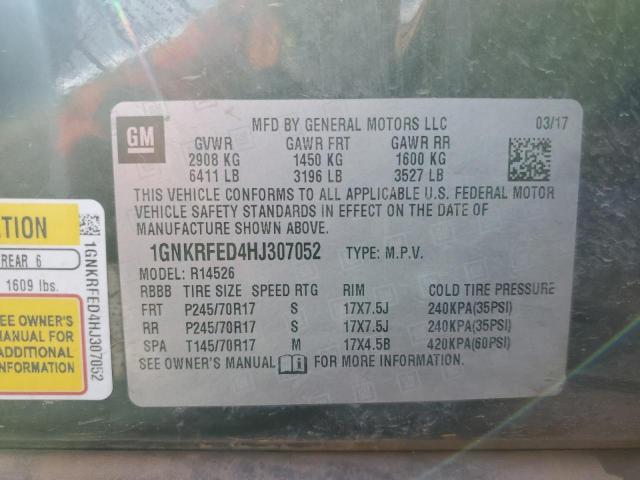 GM
MFD BY GENERAL MOTORS LLC 03/17
GVWR GAWR FRT GAWR RR
2908 KG 1450 KG 1600 KG
6411 LB 3196 LB 3527 LB
THIS VEHICLE CONFORMS TO ALL APPLICABLE U.S. FEDERAL MOTOR
VEHICLE SAFETY STANDARDS IN EFFECT ON THE DATE OF
MANUFACTURE SHOWN ABOVE.
1GNKRFED4HJ307052 TYPE: M.P.V.
MODEL: R14526
RBBB TIRE SIZE SPEED RTG RIM COLD TIRE PRESSURE
FRT P245/70R17 S 17X7.5J 240KPA(35PSI)
RR P245/70R17 S 17X7.5J 240KPA(35PSI)
SPA T145/70R17 M 17X4.5B 420KPA(60PSI)
SEE OWNER'S MANUAL FOR MORE INFORMATION.
REAR 6
1609 lbs.
SEE OWNER'S
MANUAL FOR
ADDITIONAL
INFORMATION
1GNKRFED4HJ307052